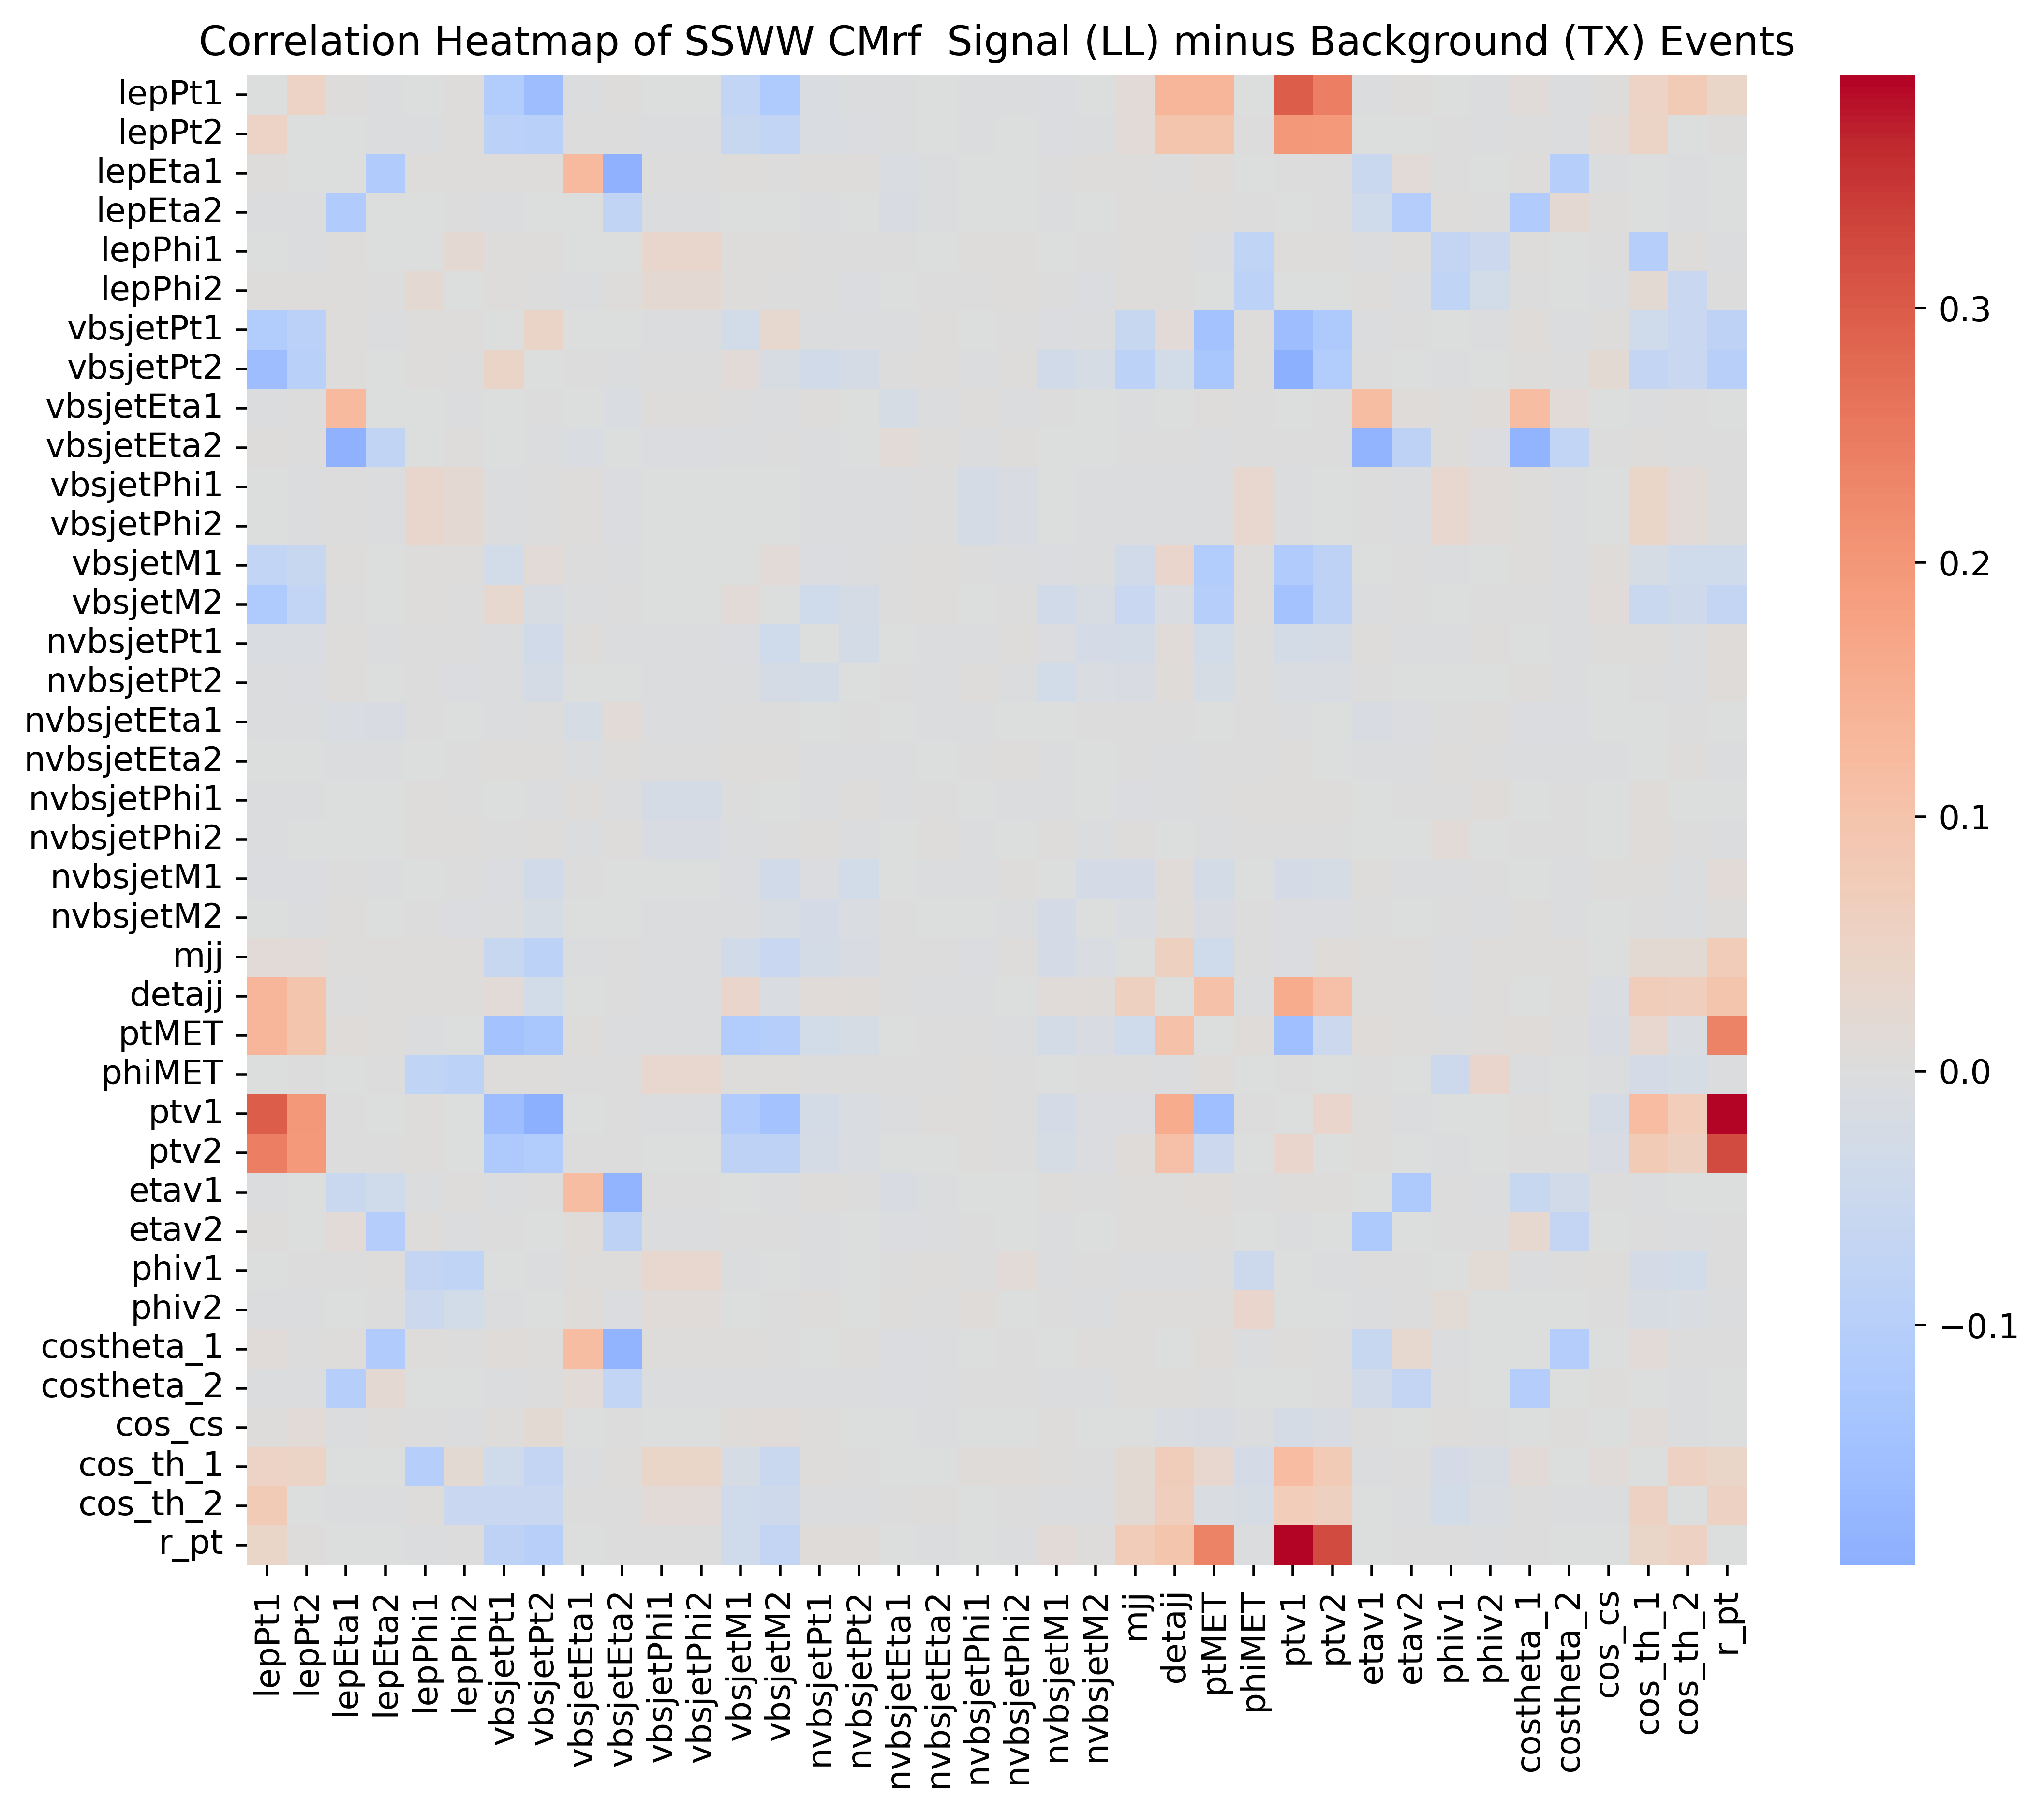 Correlation Heatmap of SSWW CMrf  Signal (LL) minus Background (TX) Events
lepPt1
lepPt2
lepEta1
lepEta2
lepPhi1
lepPhi2
vbsjetPt1
vbsjetPt2
vbsjetEta1
vbsjetEta2
vbsjetPhi1
vbsjetPhi2
vbsjetM1
vbsjetM2
nvbsjetPt1
nvbsjetPt2
nvbsjetEta1
nvbsjetEta2
nvbsjetPhi1
nvbsjetPhi2
nvbsjetM1
nvbsjetM2
mjj
detajj
ptMET
phiMET
ptv1
ptv2
etav1
etav2
phiv1
phiv2
costheta_1
costheta_2
cos_cs
cos_th_1
cos_th_2
r_pt
lepPt1
lepPt2
lepEta1
lepEta2
lepPhi1
lepPhi2
vbsjetPt1
vbsjetPt2
vbsjetEta1
vbsjetEta2
vbsjetPhi1
vbsjetPhi2
vbsjetM1
vbsjetM2
nvbsjetPt1
nvbsjetPt2
nvbsjetEta1
nvbsjetEta2
nvbsjetPhi1
nvbsjetPhi2
nvbsjetM1
nvbsjetM2
mjj
detajj
ptMET
phiMET
ptv1
ptv2
etav1
etav2
phiv1
phiv2
costheta_1
costheta_2
cos_cs
cos_th_1
cos_th_2
r_pt
0.3
0.2
0.1
0.0
−0.1